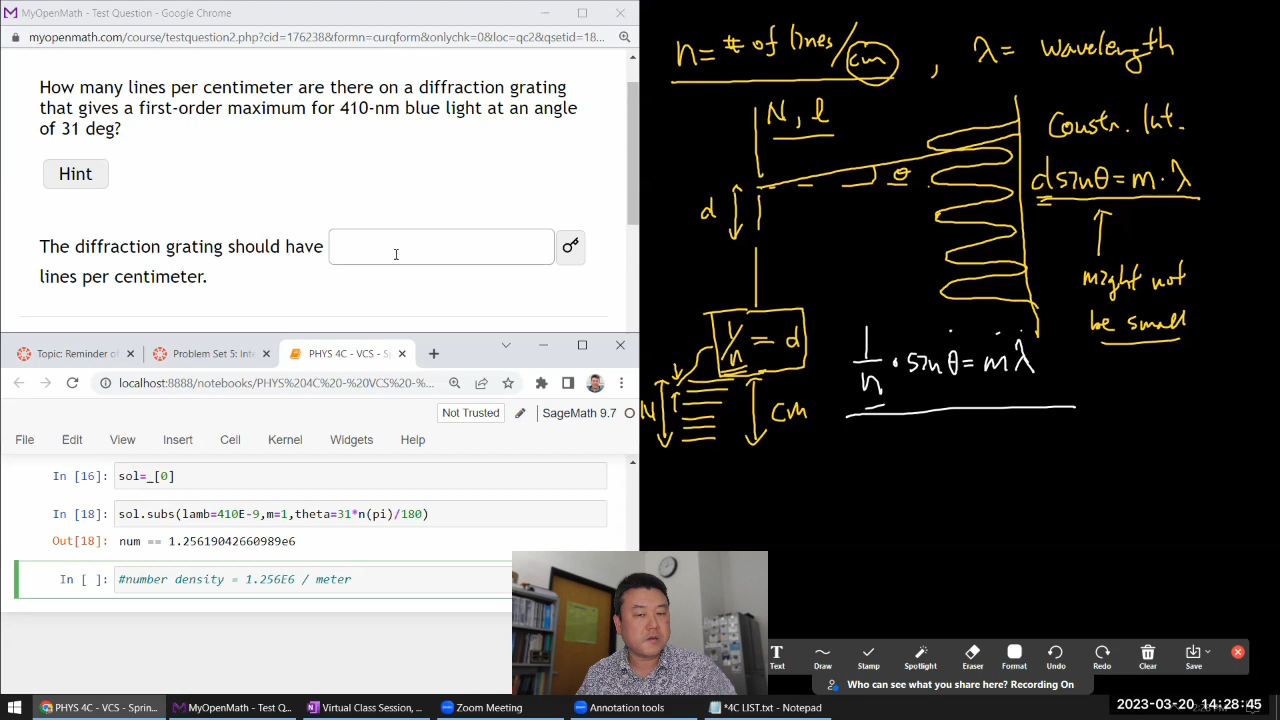 MyOpenMath - Test Question - Google Chrome
myopenmath.com/course/testquestion2.php?cid=176238&formn=curqform&onlychk=0&loc=qc2&qsetid=18...
How many lines per centimeter are there on a diffraction grating
that gives a first-order maximum for 410-nm blue light at an angle
of 31 deg?
Hint
The diffraction grating should have
lines per centimeter.
Topic: Reminder of
Problem Set 5: Inte
PHYS 4C - VCS - Sp
localhost:8888/notebooks/PHYS%204C%20-%20VCS%20-%...
Not Trusted
SageMath 9.7
File Edit View Insert Cell Kernel Widgets Help
In [16]: sol=_[0]
In [18]: sol.subs(lamb=410E-9,m=1,theta=31*n(pi)/180)
Out[18]: num == 1.25619042660989e6
In [ ]: #number density = 1.256E6 / meter
n = # of lines/cm , λ = wavelength
N, l
Constr. Int.
θ
d sinθ = m·λ
d
might not
be small
1/n = d
1/n · sinθ = mλ
N
cm
Text Draw Stamp Spotlight Eraser Format Undo Redo Clear Save
Who can see what you share here? Recording On
PHYS 4C - VCS - Sprin...
MyOpenMath - Test Q...
Virtual Class Session, ...
Zoom Meeting
Annotation tools
*4C LIST.txt - Notepad
2023-03-20 14:28:45